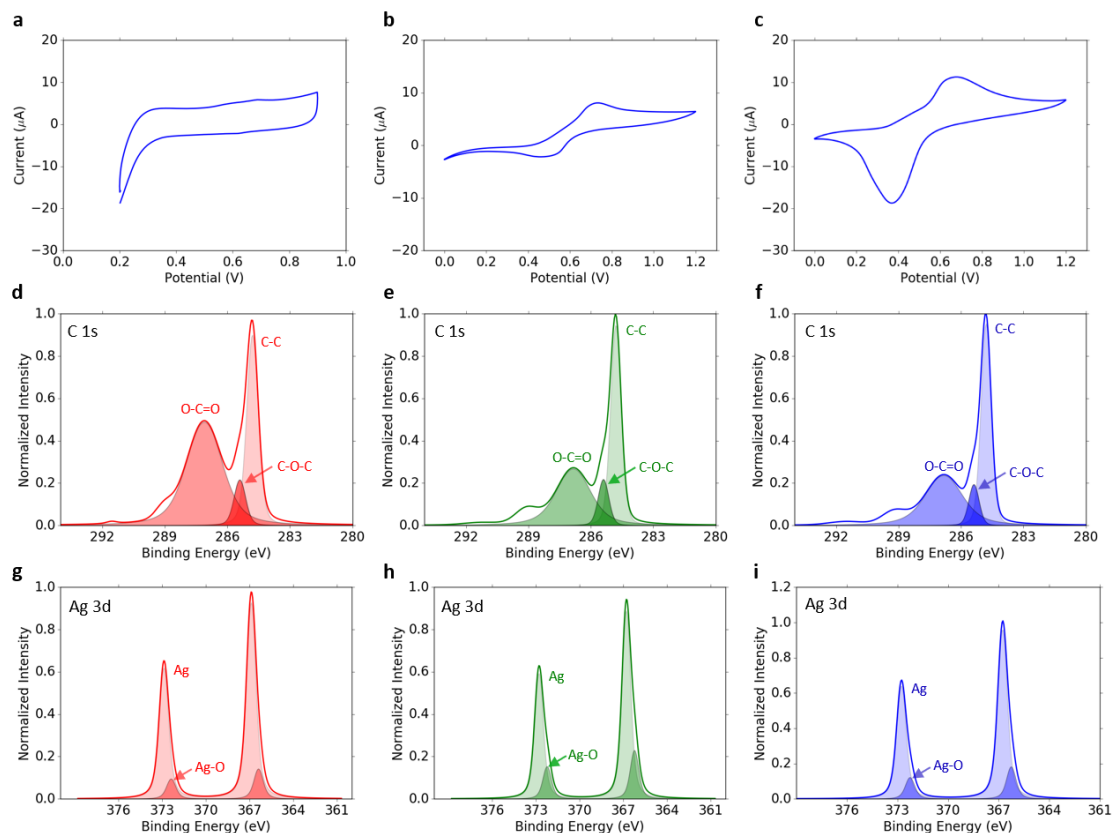 a
20
10
0
−10
−20
−30
0.0
0.2
0.4
0.6
0.8
1.0
Current (μA)
Potential (V)
b
20
10
0
−10
−20
0.0
0.2
0.4
0.6
0.8
1.0
1.2
Current (μA)
Potential (V)
c
20
10
0
−10
−20
−30
0.0
0.2
0.4
0.6
0.8
1.0
1.2
Current (μA)
Potential (V)
d
C 1s
C-C
O-C=O
C-O-C
1.0
0.8
0.6
0.4
0.2
0.0
292
289
286
283
280
Normalized Intensity
Binding Energy (eV)
e
C 1s
C-C
O-C=O
C-O-C
1.0
0.8
0.6
0.4
0.2
0.0
292
289
286
283
280
Normalized Intensity
Binding Energy (eV)
f
C 1s
C-C
O-C=O
C-O-C
1.0
0.8
0.6
0.4
0.2
0.0
292
289
286
283
280
Normalized Intensity
Binding Energy (eV)
g
Ag 3d
Ag
Ag-O
1.0
0.8
0.6
0.4
0.2
0.0
376
373
370
367
364
361
Normalized Intensity
Binding Energy (eV)
h
Ag 3d
Ag
Ag-O
1.0
0.8
0.6
0.4
0.2
0.0
376
373
370
367
364
361
Normalized Intensity
Binding Energy (eV)
i
Ag 3d
Ag
Ag-O
1.2
1.0
0.8
0.6
0.4
0.2
0.0
376
373
370
367
364
361
Normalized Intensity
Binding Energy (eV)